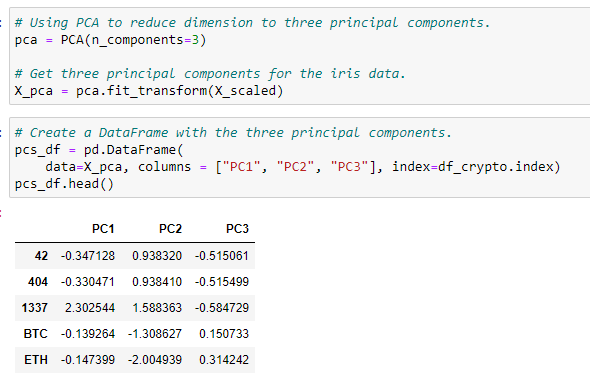 # Using PCA to reduce dimension to three principal components.
pca = PCA(n_components=3)
# Get three principal components for the iris data.
X_pca = pca.fit_transform(X_scaled)
# Create a DataFrame with the three principal components.
pcs_df = pd.DataFrame(
data=X_pca, columns = ["PC1", "PC2", "PC3"], index=df_crypto.index)
pcs_df.head()
PC1 PC2 PC3
42 -0.347128 0.938320 -0.515061
404 -0.330471 0.938410 -0.515499
1337 2.302544 1.588363 -0.584729
BTC -0.139264 -1.308627 0.150733
ETH -0.147399 -2.004939 0.314242